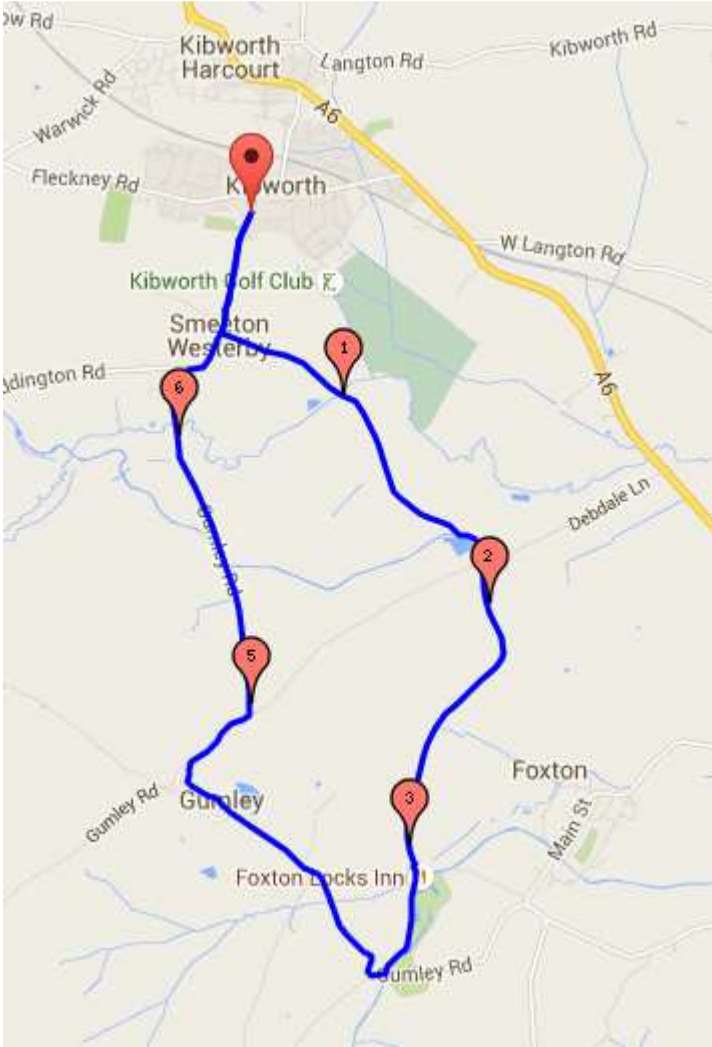 ow Rd
Kibworth
Harcourt
Langton Rd
Kibworth Rd
Warwick Rd
A6
Fleckney Rd
Kibworth
W Langton Rd
Kibworth Golf Club
Smeeton
Westerby
1
ddington Rd
6
A6
Debdale Ln
Gumley Rd
2
5
Foxton
Gumley Rd
Gumley
3
Main St
Foxton Locks Inn
Gumley Rd